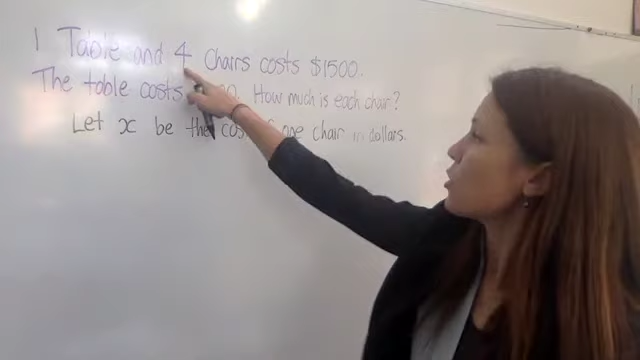 1 Table and 4 Chairs costs $1500.
The table costs How much is each chair?
Let x be the cost of one chair in dollars.